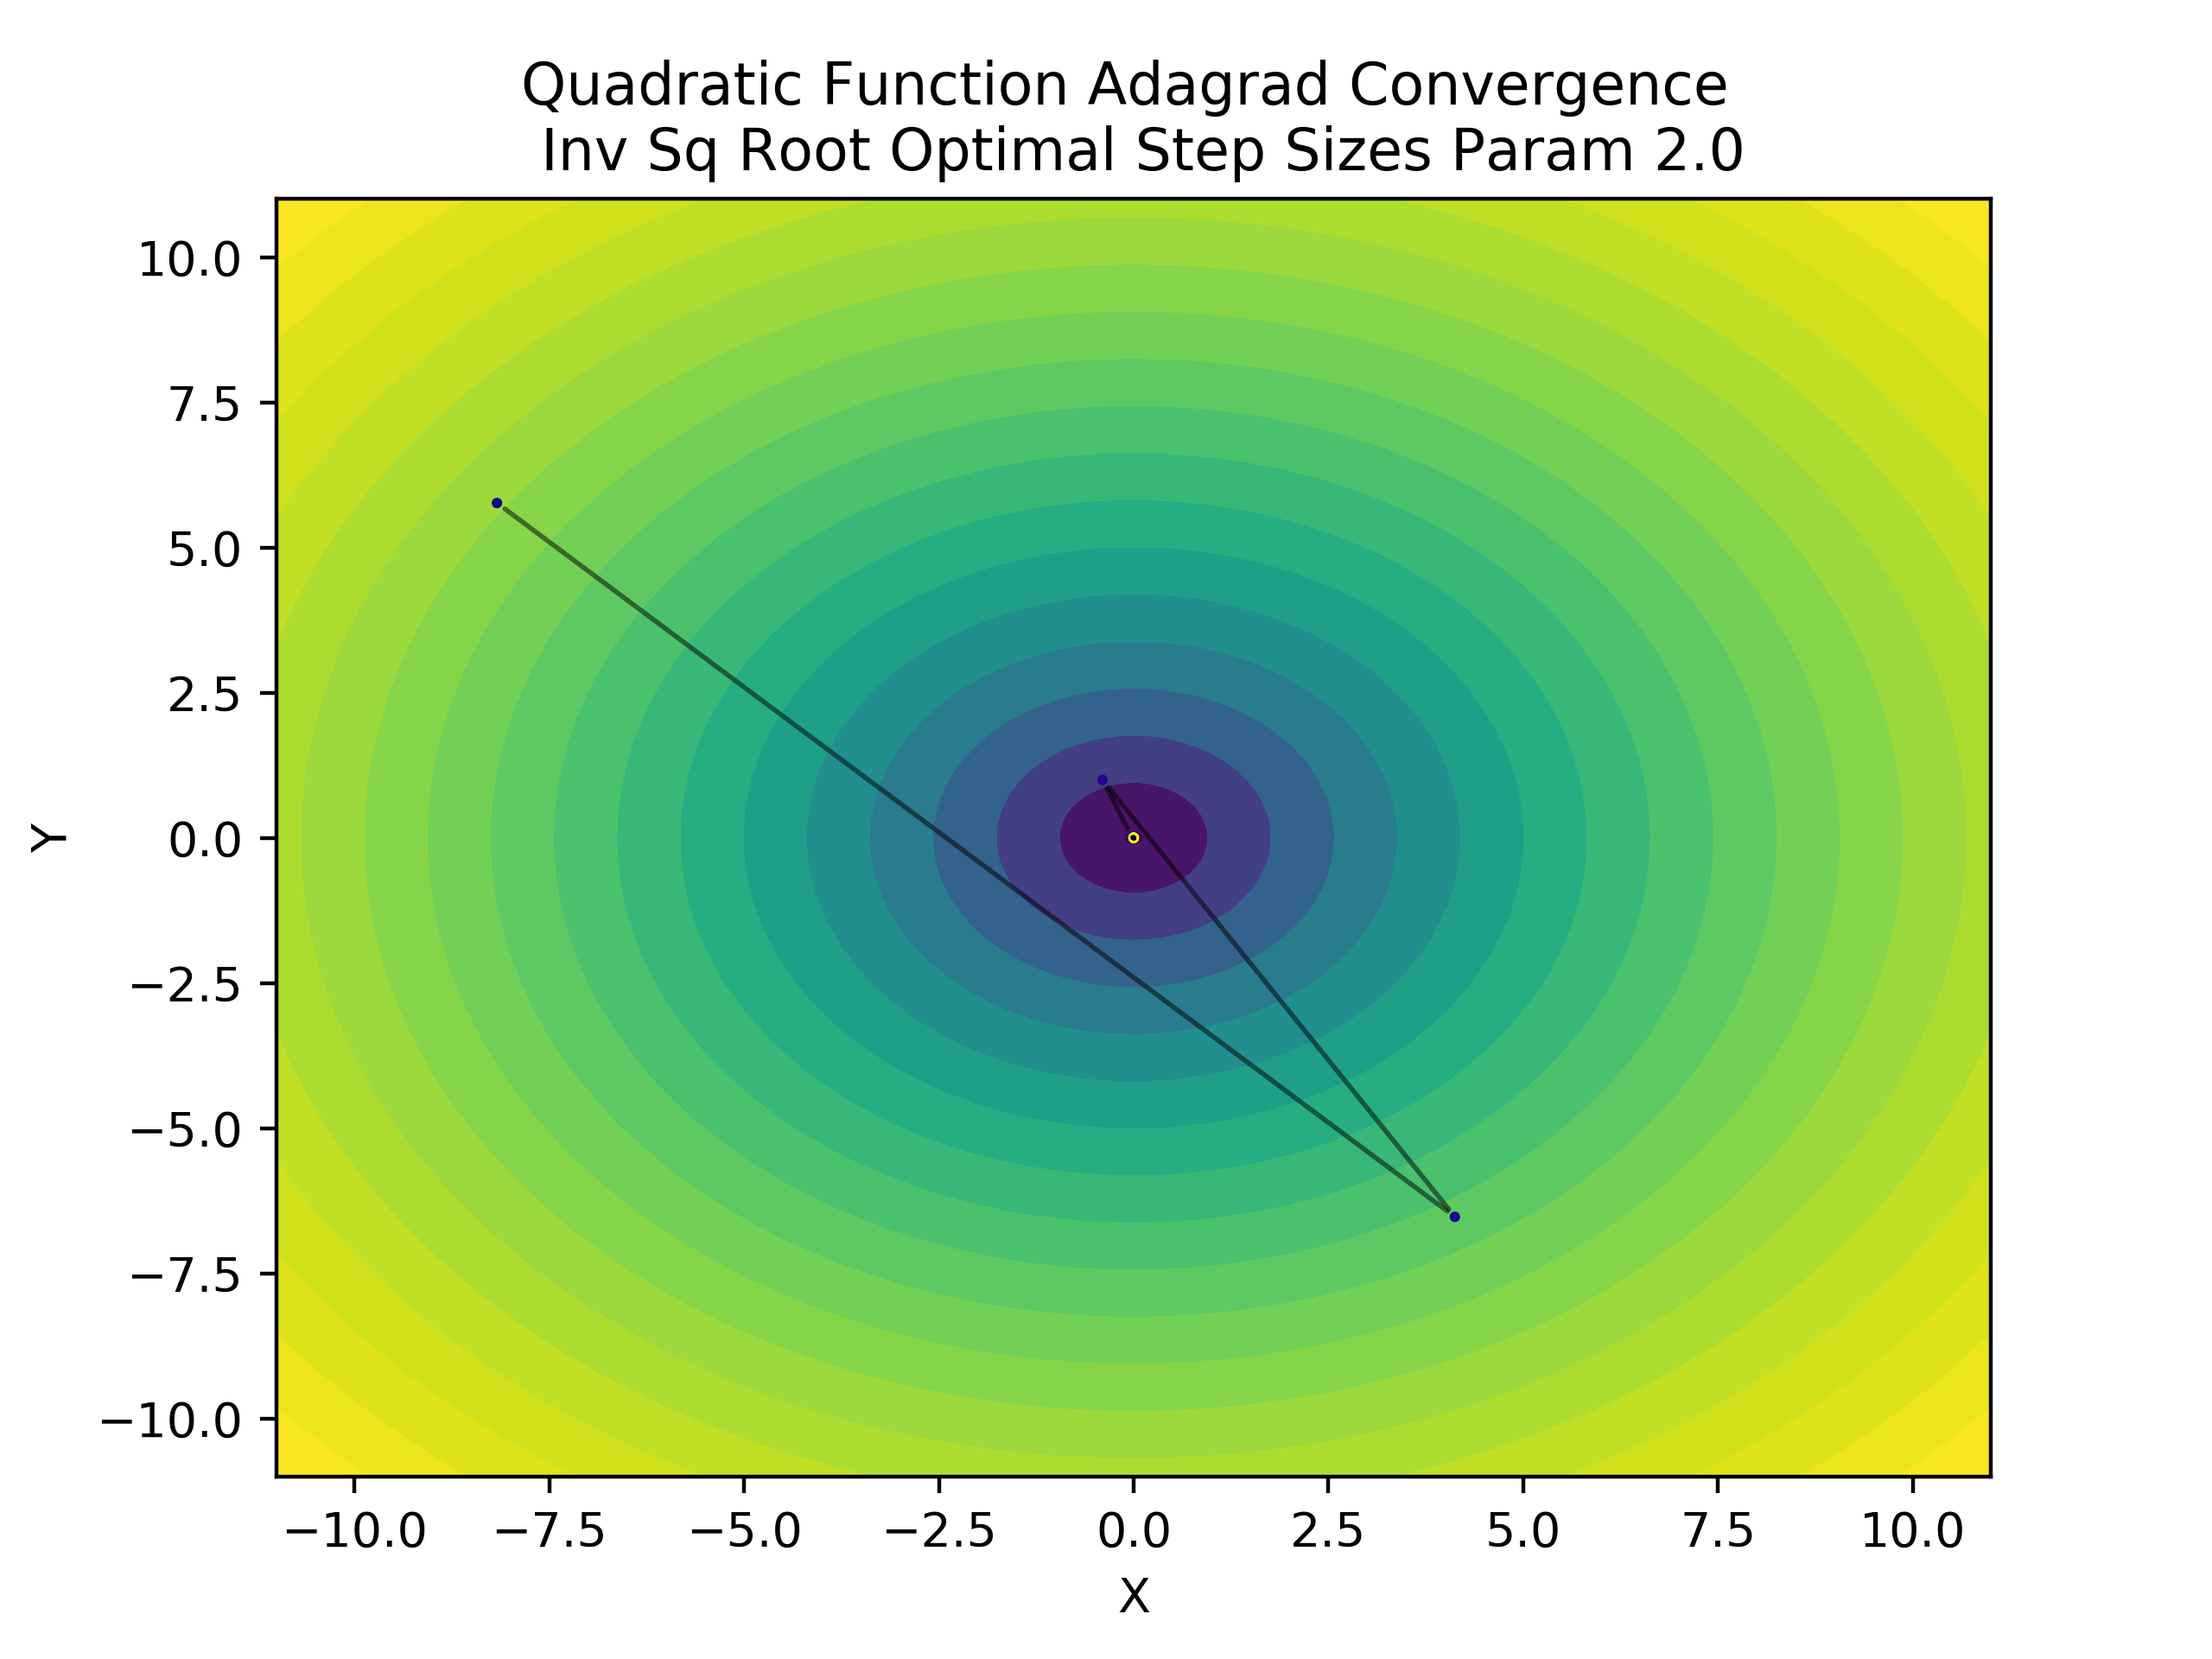 Quadratic Function Adagrad Convergence
Inv Sq Root Optimal Step Sizes Param 2.0
10.0
7.5
5.0
2.5
0.0
−2.5
−5.0
−7.5
−10.0
Y
−10.0 −7.5 −5.0 −2.5 0.0 2.5 5.0 7.5 10.0
X